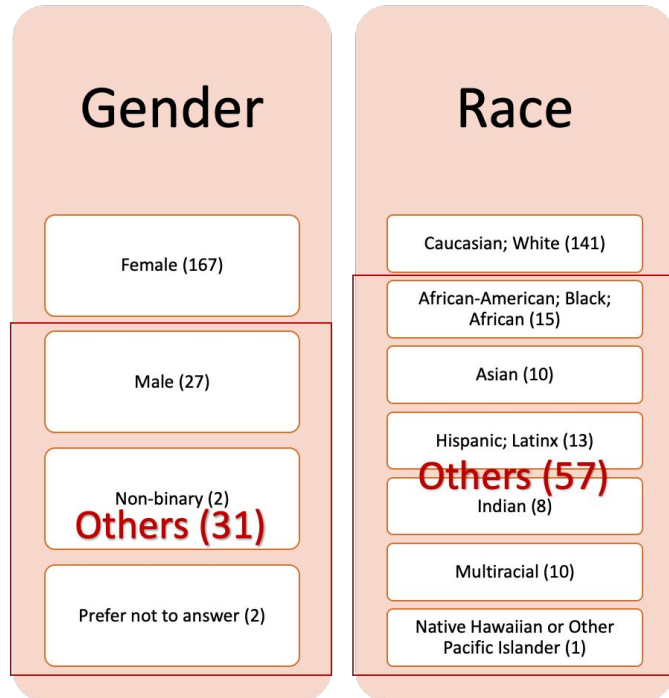 Gender
Female (167)
Male (27)
Non-binary (2)
Others (31)
Prefer not to answer (2)
Race
Caucasian; White (141)
African-American; Black;
African (15)
Asian (10)
Hispanic; Latinx (13)
Others (57)
Indian (8)
Multiracial (10)
Native Hawaiian or Other
Pacific Islander (1)